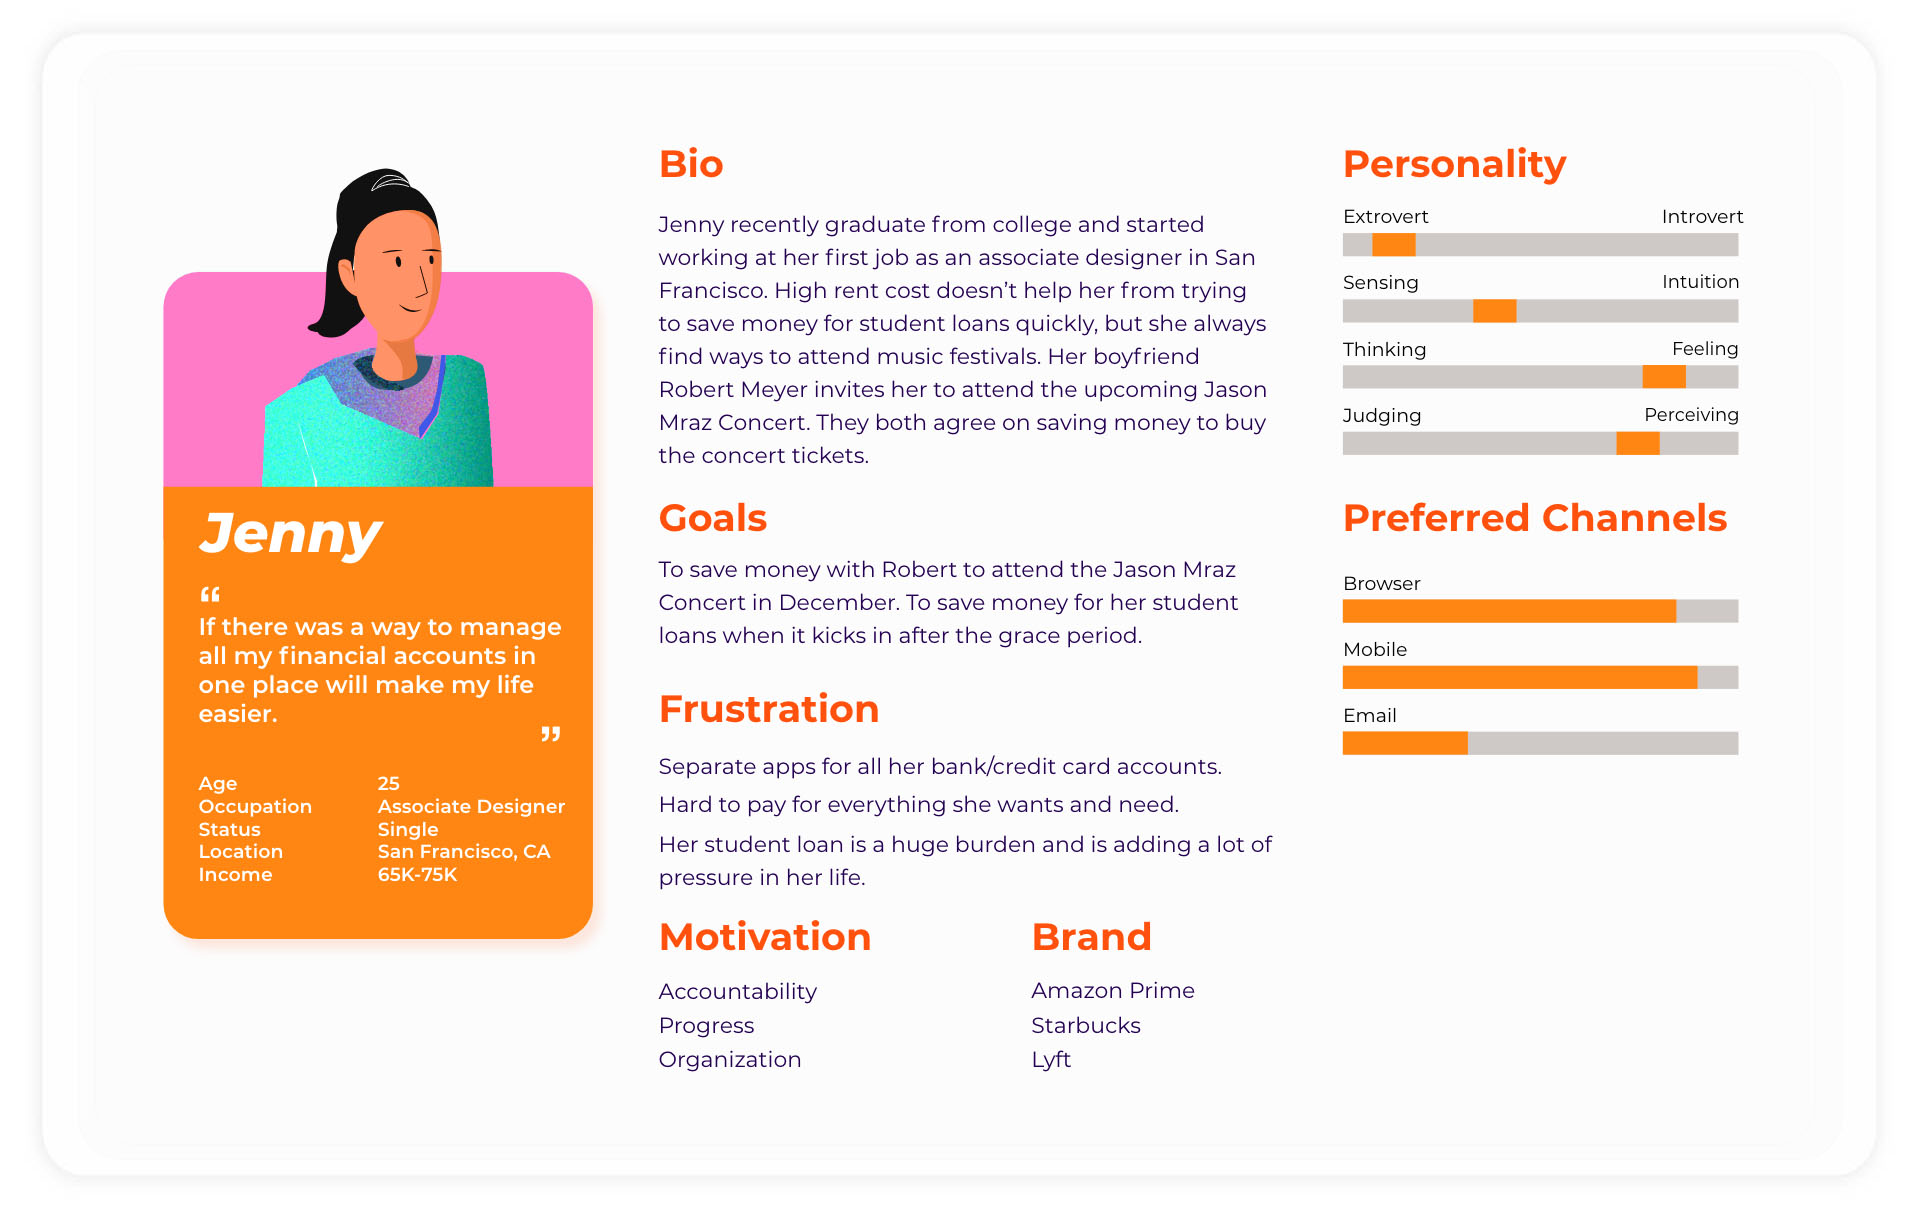 Jenny
“
If there was a way to manage
all my financial accounts in
one place will make my life
easier.
”
Age 25
Occupation Associate Designer
Status Single
Location San Francisco, CA
Income 65K-75K
Bio
Jenny recently graduate from college and started
working at her first job as an associate designer in San
Francisco. High rent cost doesn’t help her from trying
to save money for student loans quickly, but she always
find ways to attend music festivals. Her boyfriend
Robert Meyer invites her to attend the upcoming Jason
Mraz Concert. They both agree on saving money to buy
the concert tickets.
Goals
To save money with Robert to attend the Jason Mraz
Concert in December. To save money for her student
loans when it kicks in after the grace period.
Frustration
Separate apps for all her bank/credit card accounts.
Hard to pay for everything she wants and need.
Her student loan is a huge burden and is adding a lot of
pressure in her life.
Motivation
Accountability
Progress
Organization
Brand
Amazon Prime
Starbucks
Lyft
Personality
Extrovert Introvert
Sensing Intuition
Thinking Feeling
Judging Perceiving
Preferred Channels
Browser
Mobile
Email